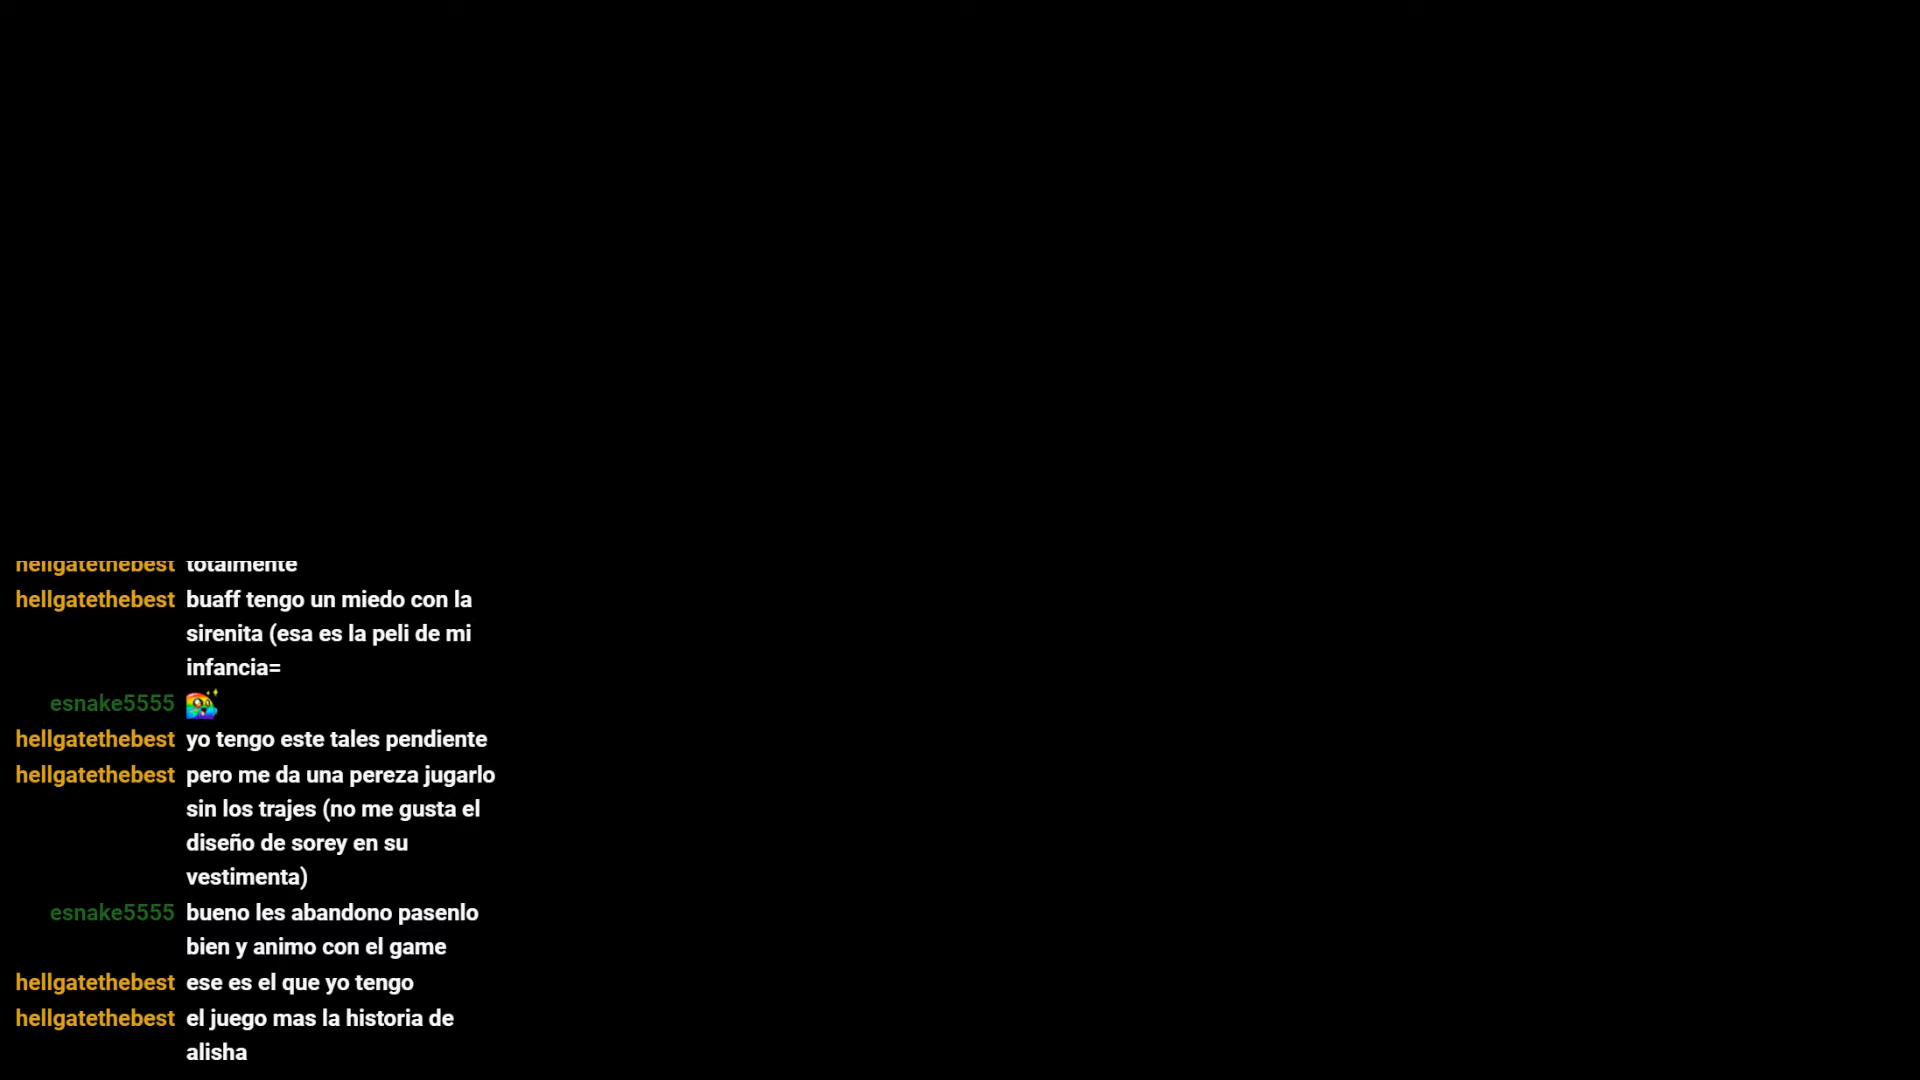 hellgatethebest totalmente
hellgatethebest buaff tengo un miedo con la
sirenita (esa es la peli de mi
infancia=
esnake5555
hellgatethebest yo tengo este tales pendiente
hellgatethebest pero me da una pereza jugarlo
sin los trajes (no me gusta el
diseño de sorey en su
vestimenta)
esnake5555 bueno les abandono pasenlo
bien y animo con el game
hellgatethebest ese es el que yo tengo
hellgatethebest el juego mas la historia de
alisha